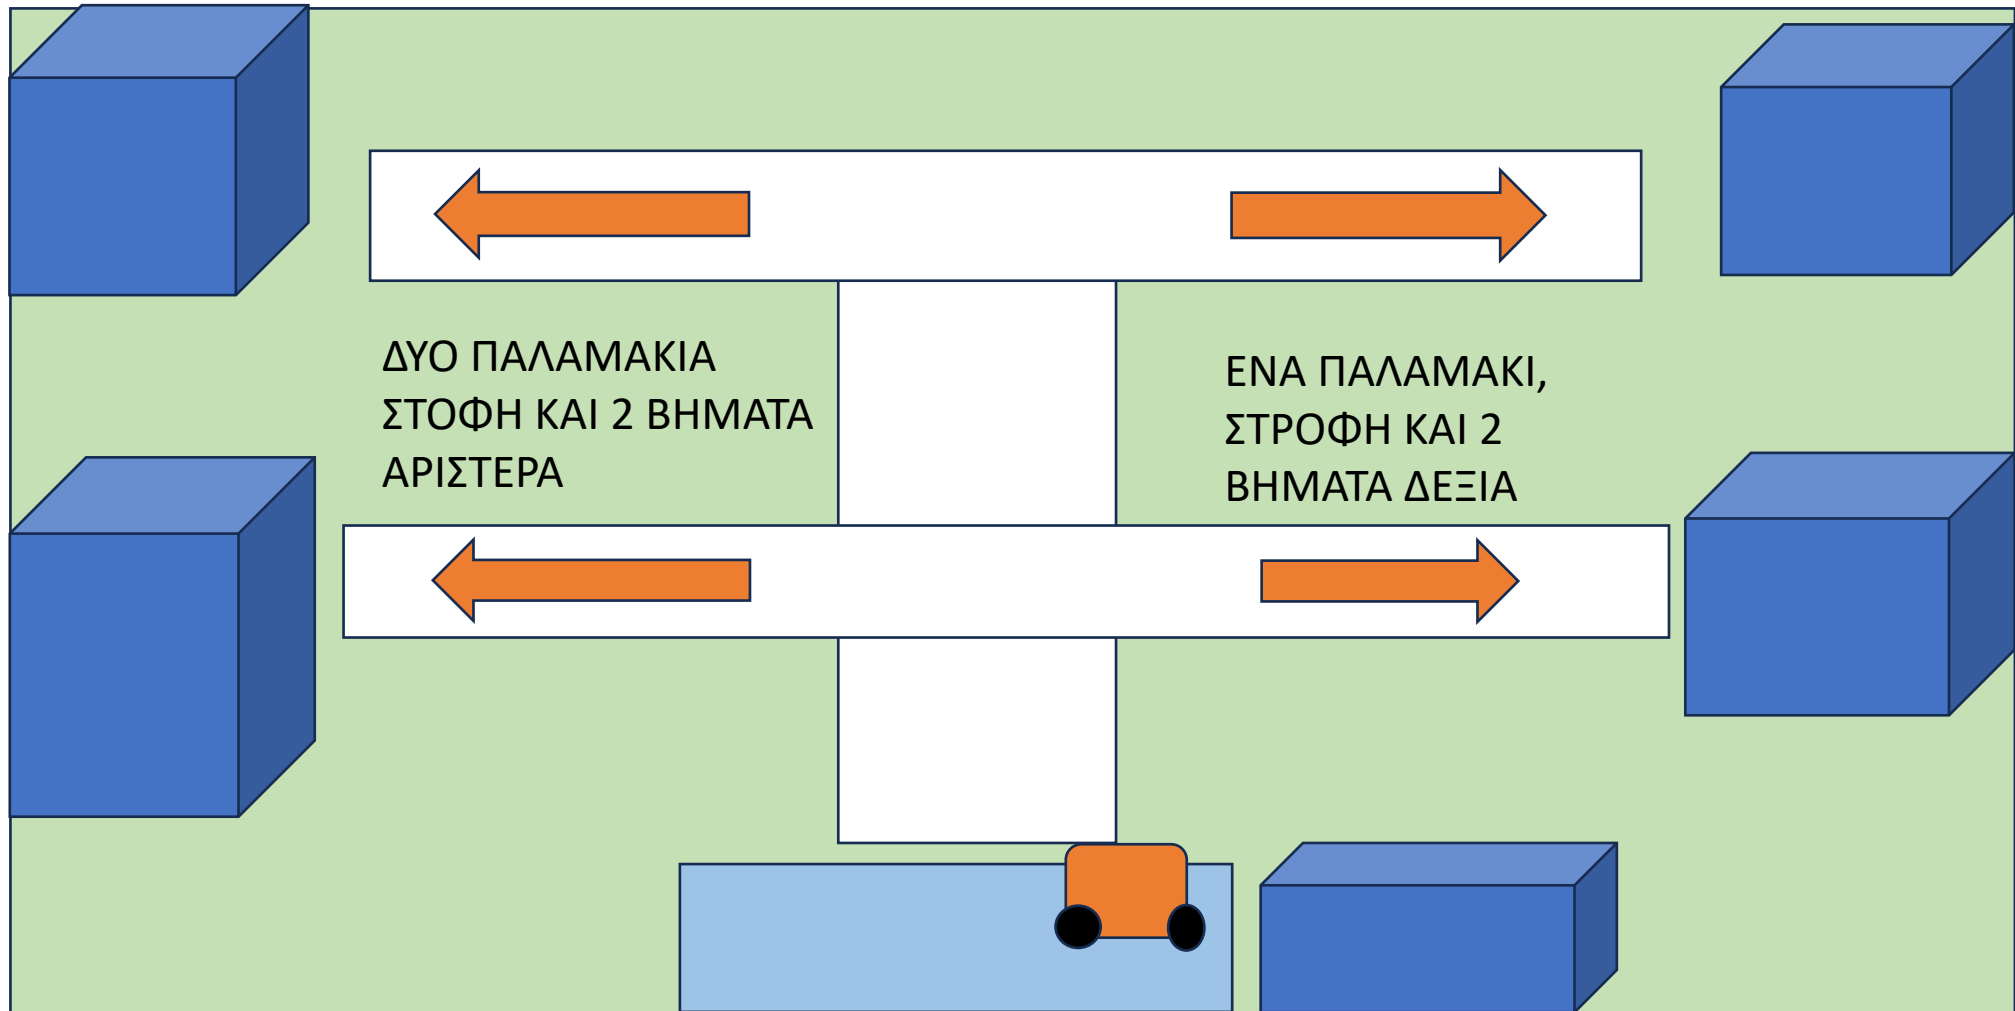 ΔΥΟ ΠΑΛΑΜΑΚΙΑ
ΣΤΟΦΗ ΚΑΙ 2 ΒΗΜΑΤΑ
ΑΡΙΣΤΕΡΑ
ΕΝΑ ΠΑΛΑΜΑΚΙ,
ΣΤΡΟΦΗ ΚΑΙ 2
ΒΗΜΑΤΑ ΔΕΞΙΑ